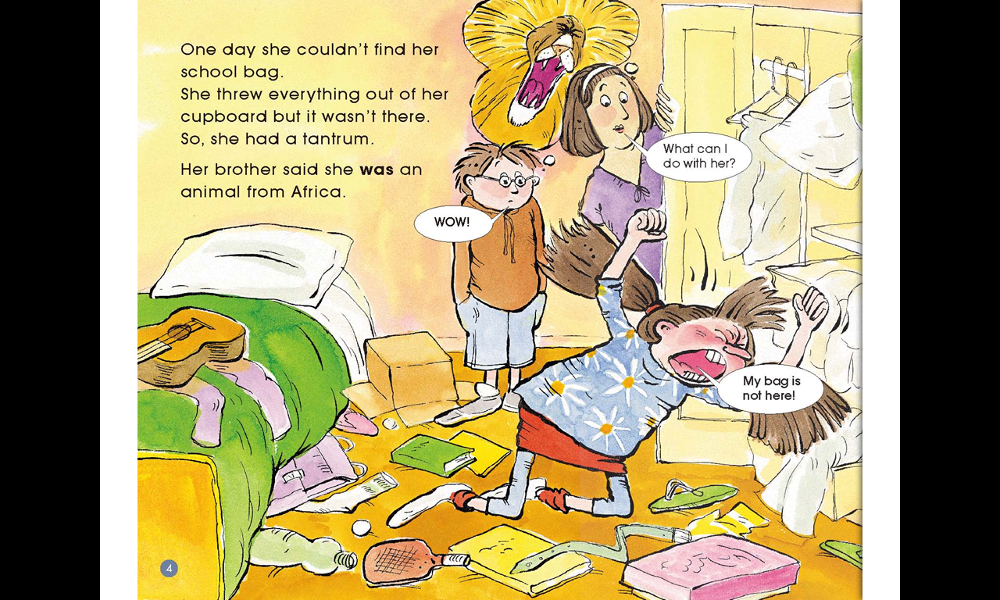 One day she couldn't find her
school bag.
She threw everything out of her
cupboard but it wasn't there.
So, she had a tantrum.
Her brother said she was an
animal from Africa.
What can I
do with her?
WOW!
My bag is
not here!
4